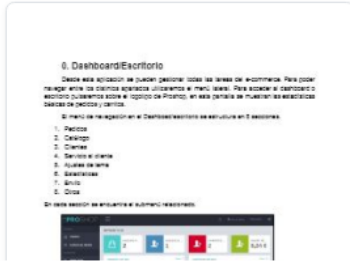 0. Dashboard/Escritorio
Desde esta aplicación se pueden gestionar todas las tareas del e-commerce. Para poder
navegar entre los distintos apartados utilizaremos el menú lateral. Para acceder al dashboard o
escritorio pulsaremos sobre el logotipo de Proshop, en esta pantalla se muestran las estadísticas
básicas de pedidos y carritos.
El menú de navegación en el Dashboard/escritorio se estructura en 8 secciones.
1. Pedidos
2. Catálogo
3. Clientes
4. Servicio al cliente
5. Ajustes de tema
6. Estadísticas
7. Envío
8. Otros
En cada sección se encuentra el submenú relacionado.
PROSHOP